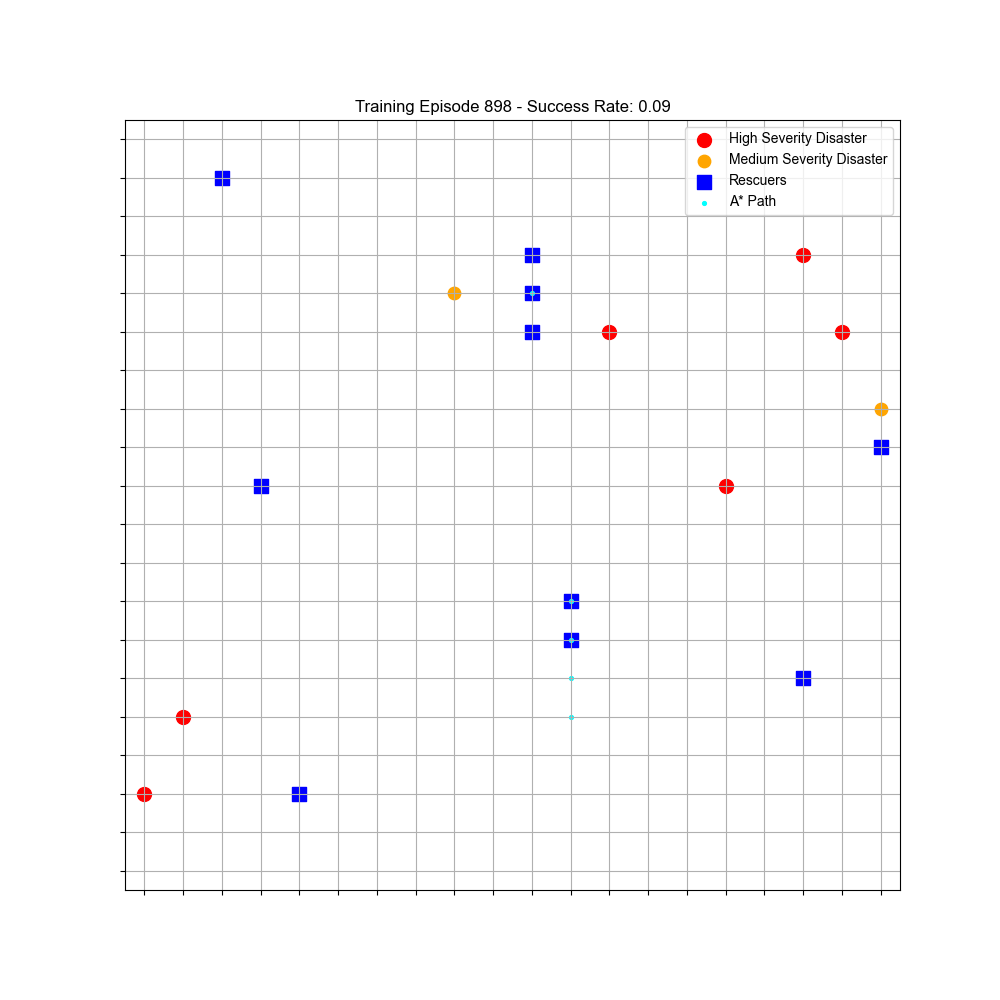 Training Episode 898 - Success Rate: 0.09
High Severity Disaster
Medium Severity Disaster
Rescuers
A* Path